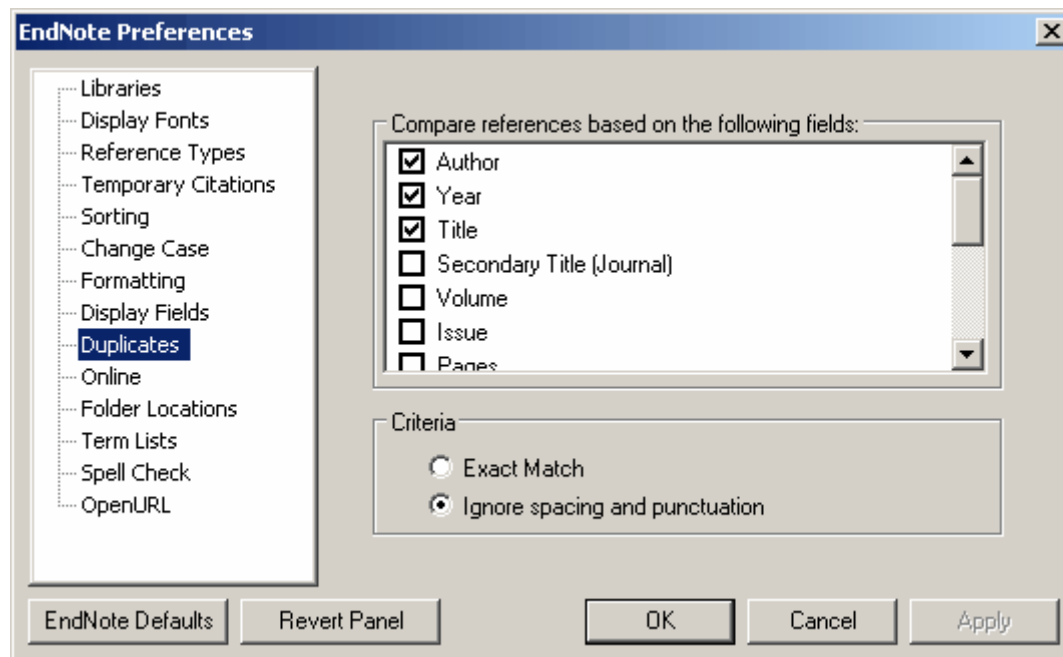 EndNote Preferences
Libraries
Display Fonts
Reference Types
Temporary Citations
Sorting
Change Case
Formatting
Display Fields
Duplicates
Online
Folder Locations
Term Lists
Spell Check
OpenURL
Compare references based on the following fields:
Author
Year
Title
Secondary Title (Journal)
Volume
Issue
Pages
Criteria
Exact Match
Ignore spacing and punctuation
EndNote Defaults
Revert Panel
OK
Cancel
Apply